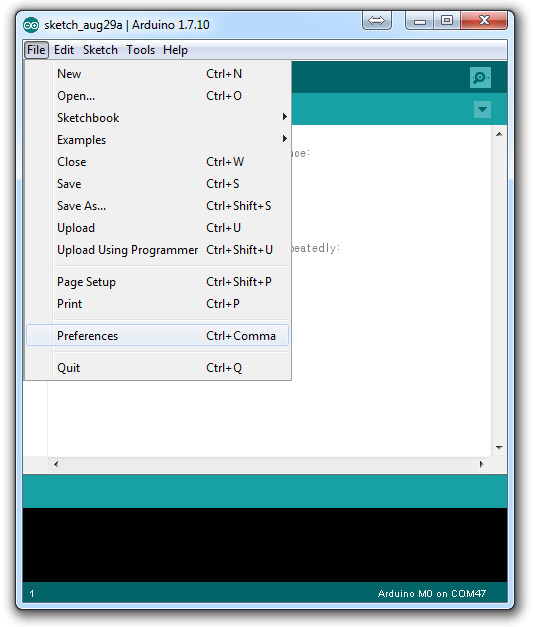 sketch_aug29a | Arduino 1.7.10
File Edit Sketch Tools Help
New Ctrl+N
Open... Ctrl+O
Sketchbook
Examples
Close Ctrl+W
Save Ctrl+S
Save As... Ctrl+Shift+S
Upload Ctrl+U
Upload Using Programmer Ctrl+Shift+U
Page Setup Ctrl+Shift+P
Print Ctrl+P
Preferences Ctrl+Comma
Quit Ctrl+Q
1 Arduino M0 on COM47